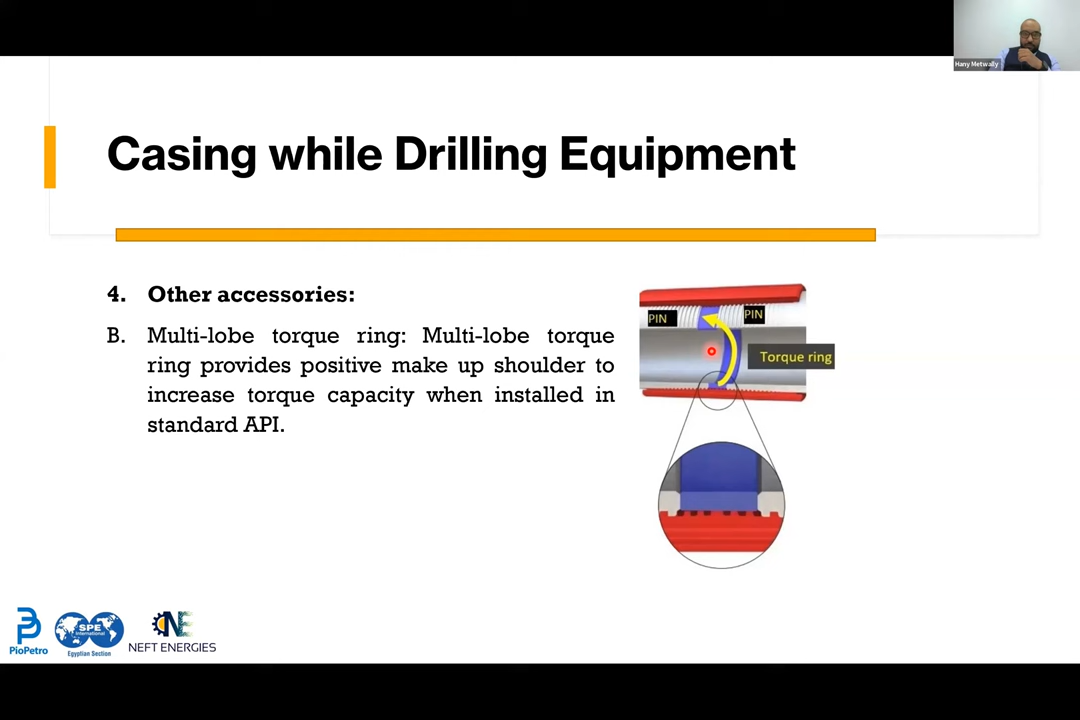 Hany Metwally
Casing while Drilling Equipment
4. Other accessories:
B. Multi-lobe torque ring: Multi-lobe torque
ring provides positive make up shoulder to
increase torque capacity when installed in
standard API.
PIN
PIN
Torque ring
PioPetro
SPE
International
Egyptian Section
NE
NEFT ENERGIES